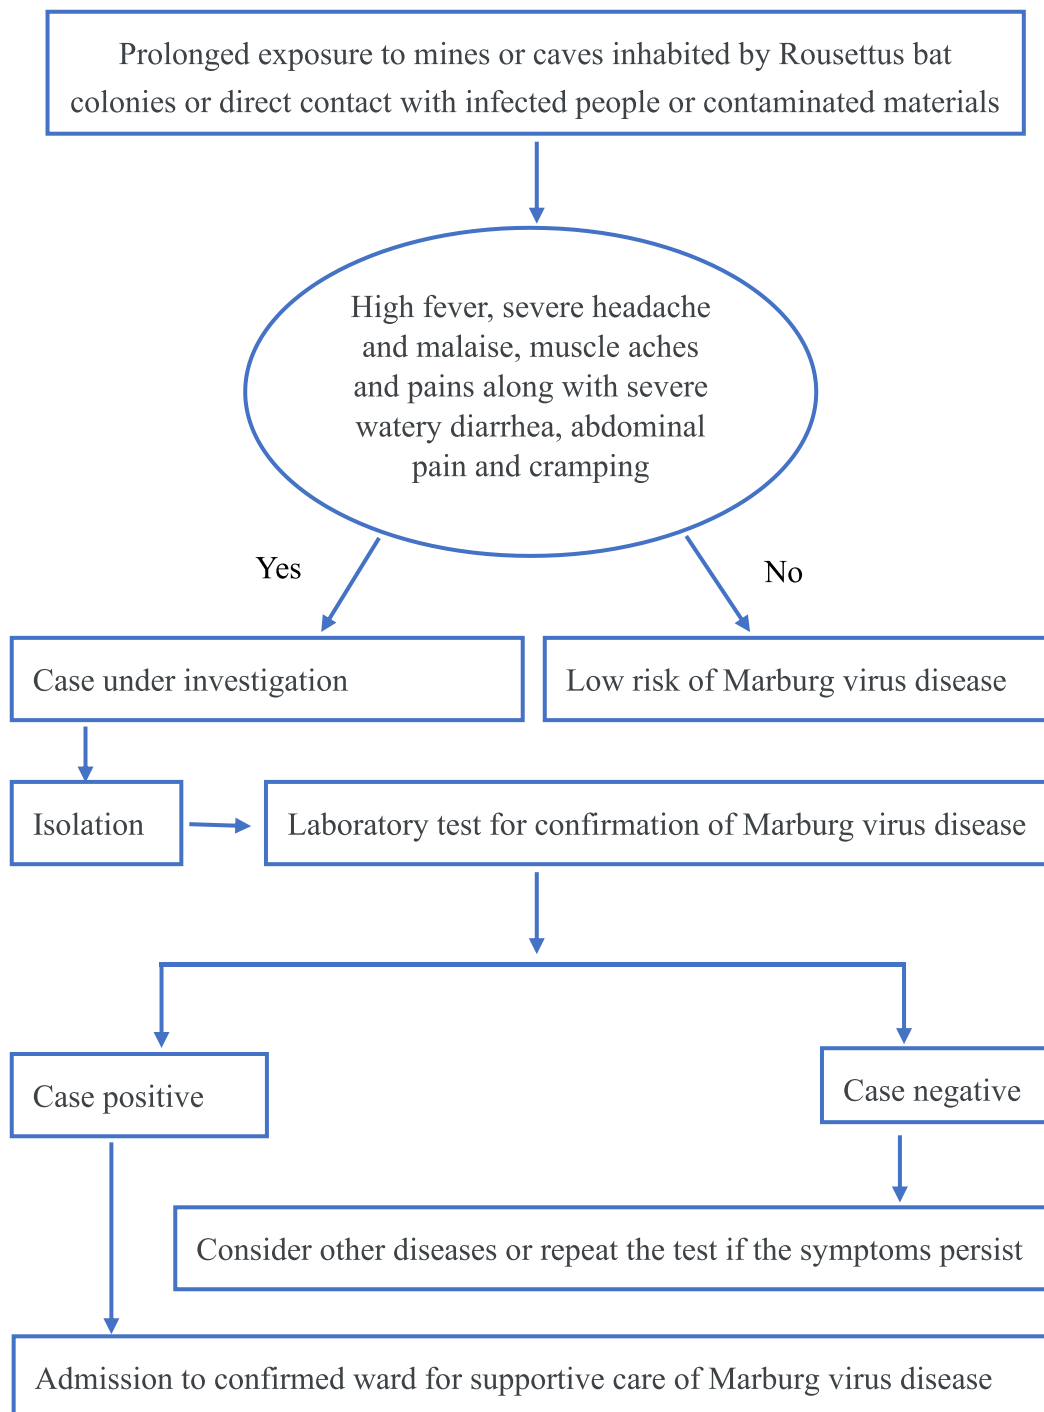 Prolonged exposure to mines or caves inhabited by Rousettus bat
colonies or direct contact with infected people or contaminated materials
High fever, severe headache
and malaise, muscle aches
and pains along with severe
watery diarrhea, abdominal
pain and cramping
Yes
No
Case under investigation
Low risk of Marburg virus disease
Isolation
Laboratory test for confirmation of Marburg virus disease
Case positive
Case negative
Consider other diseases or repeat the test if the symptoms persist
Admission to confirmed ward for supportive care of Marburg virus disease